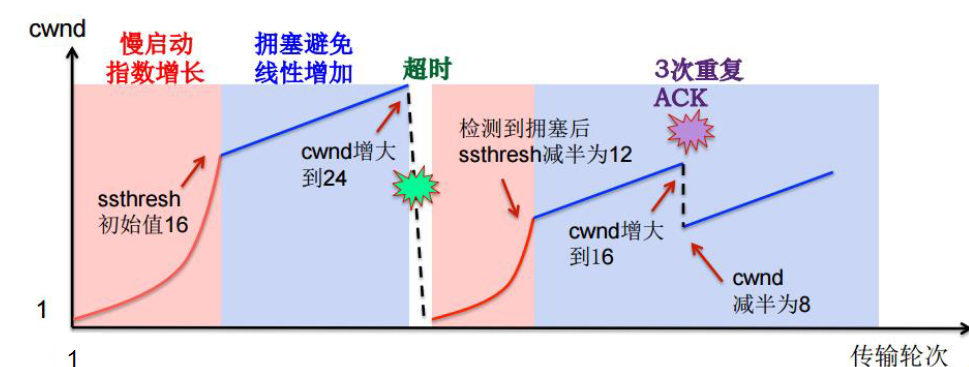 cwnd
慢启动
指数增长
拥塞避免
线性增加
超时
3次重复
ACK
cwnd增大
到24
检测到拥塞后
ssthresh减半为12
ssthresh
初始值16
cwnd增大
到16
cwnd
减半为8
1
1
传输轮次